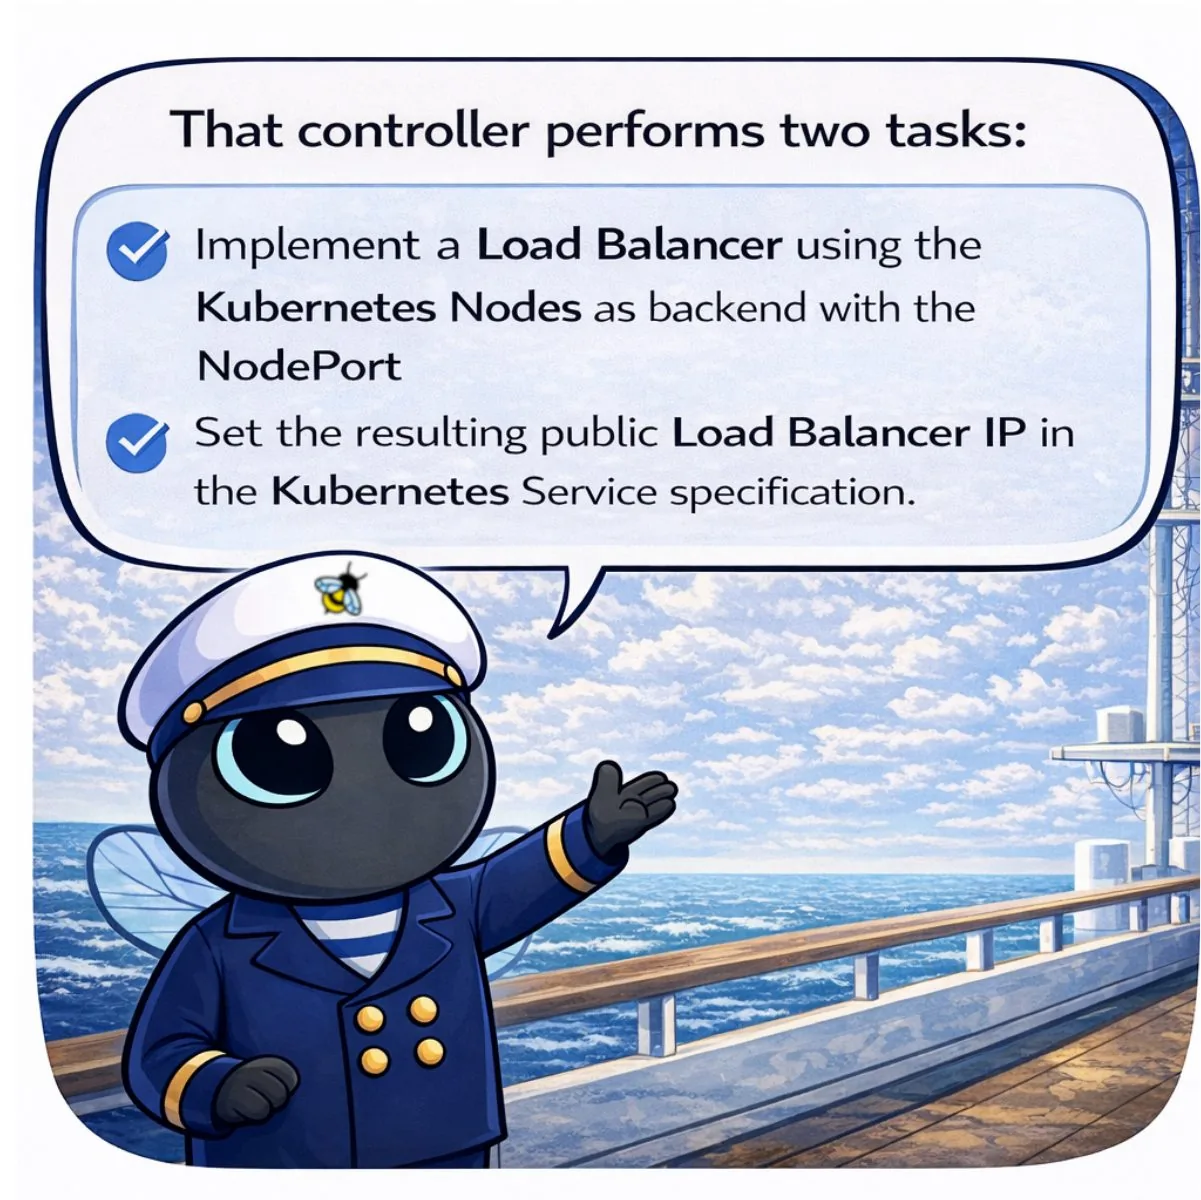 That controller performs two tasks:
Implement a Load Balancer using the
Kubernetes Nodes as backend with the
NodePort
Set the resulting public Load Balancer IP in
the Kubernetes Service specification.